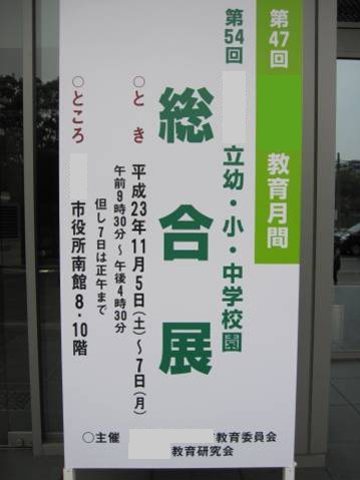 第47回 教育月間
第54回 立幼・小・中学校園
総合展
○とき 平成23年11月5日(土)~7日(月)
午前9時30分~午後4時30分
但し7日は正午まで
○ところ 市役所南館8・10階
○主催 教育委員会
教育研究会